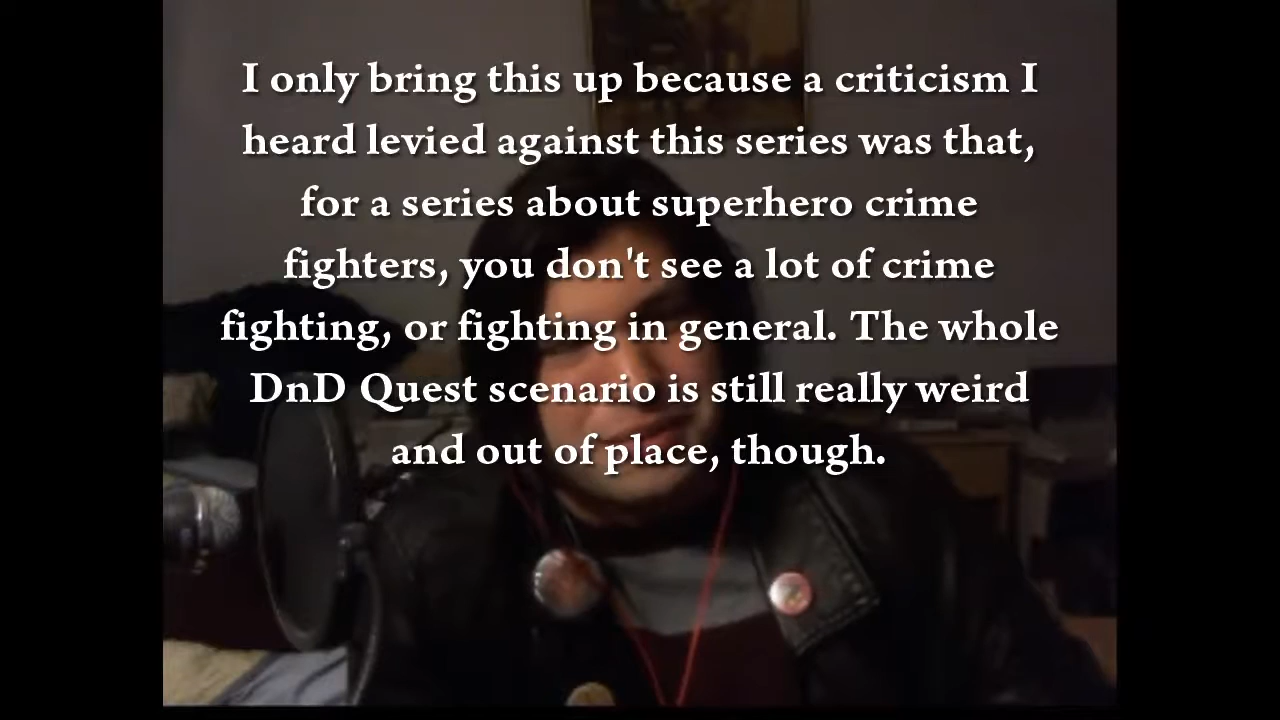 I only bring this up because a criticism I
heard levied against this series was that,
for a series about superhero crime
fighters, you don't see a lot of crime
fighting, or fighting in general. The whole
DnD Quest scenario is still really weird
and out of place, though.